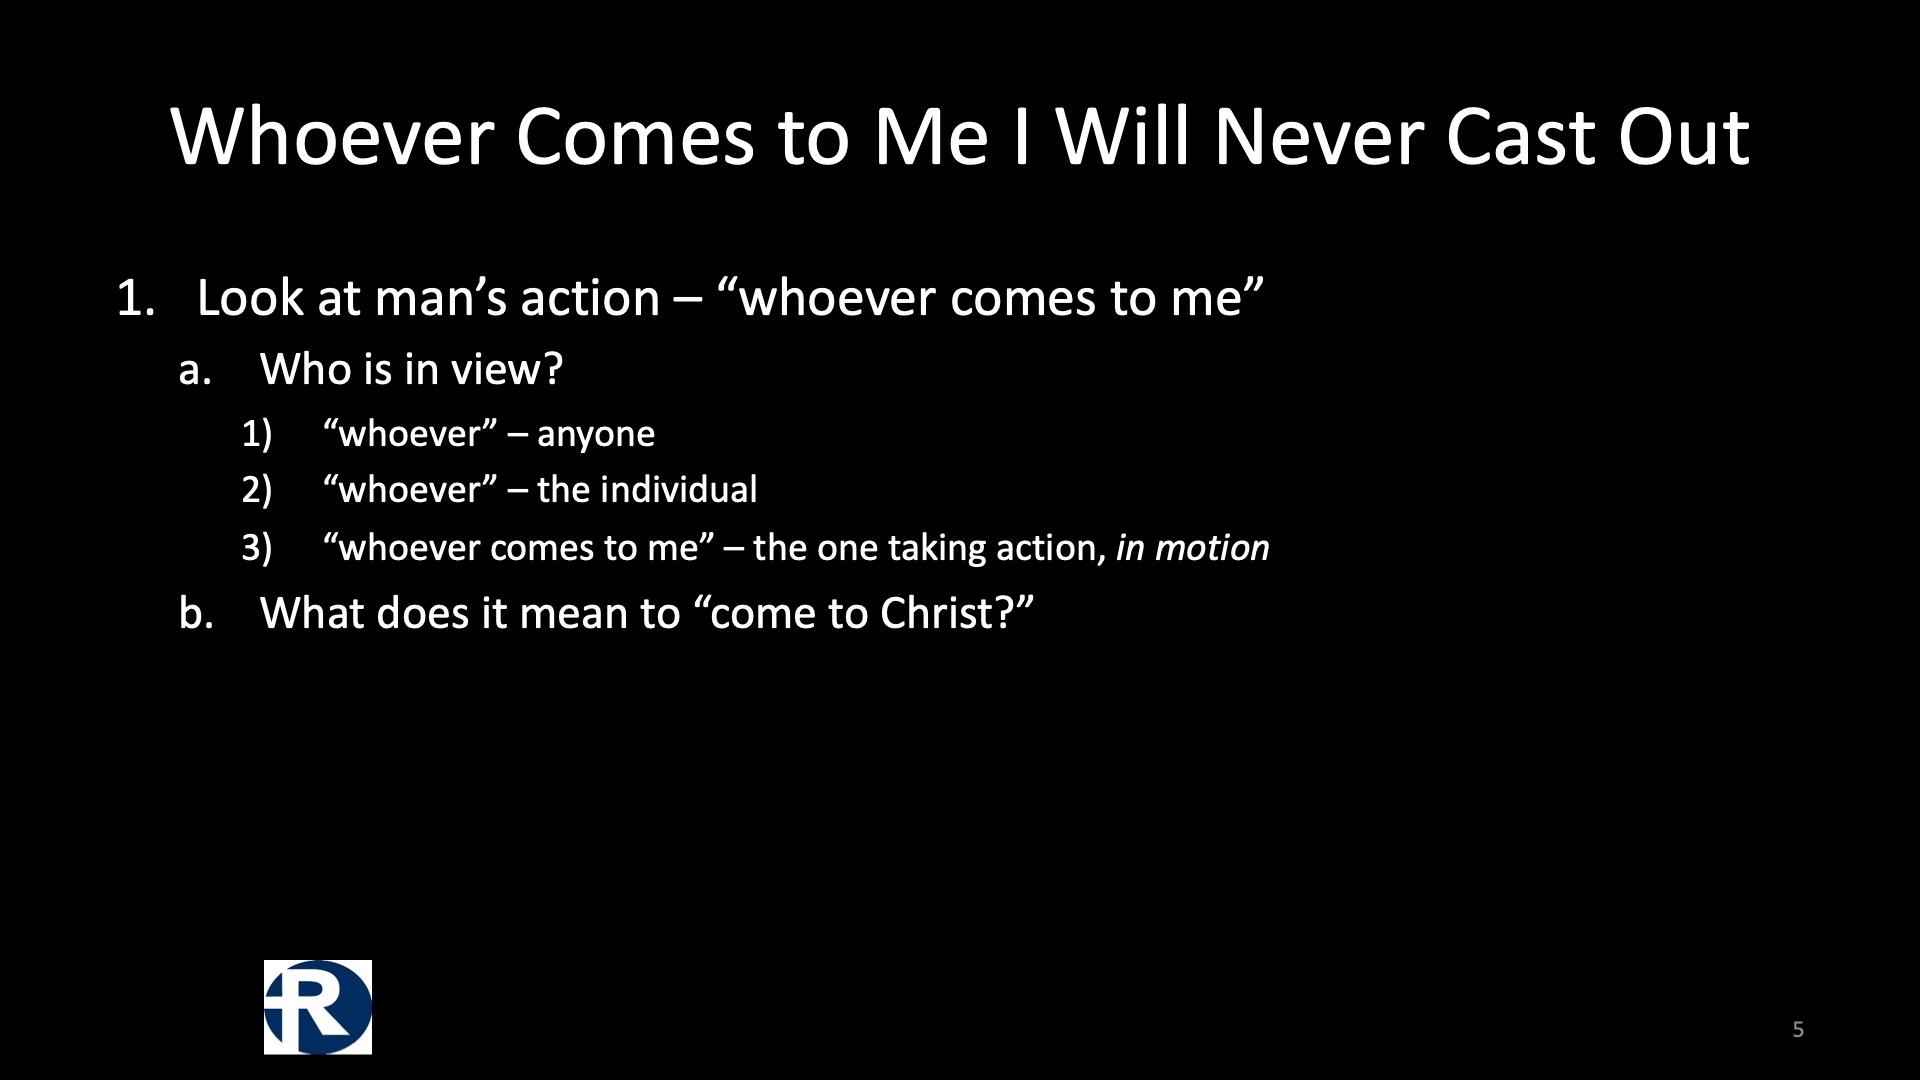 Whoever Comes to Me I Will Never Cast Out
1. Look at man’s action – “whoever comes to me”
a. Who is in view?
1) “whoever” – anyone
2) “whoever” – the individual
3) “whoever comes to me” – the one taking action, in motion
b. What does it mean to “come to Christ?”
R
5